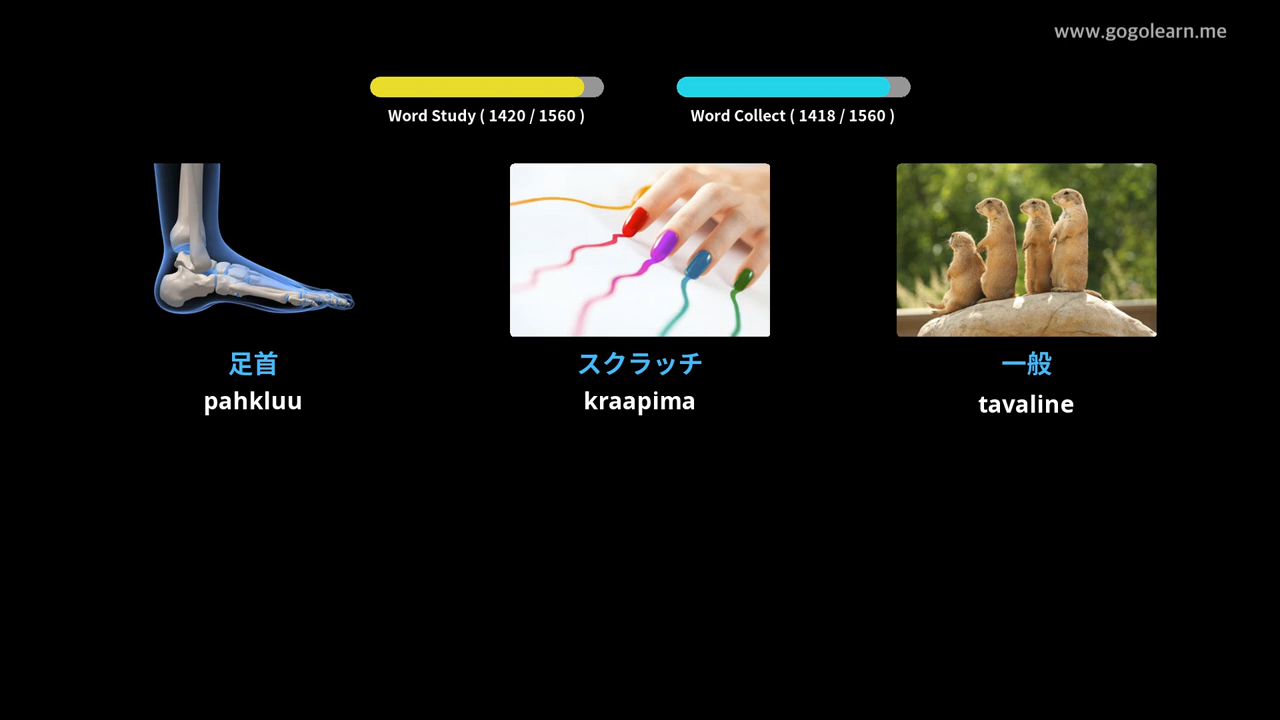 www.gogolearn.me
Word Study ( 1420 / 1560 )
Word Collect ( 1418 / 1560 )
足首
スクラッチ
一般
pahkluu
kraapima
tavaline